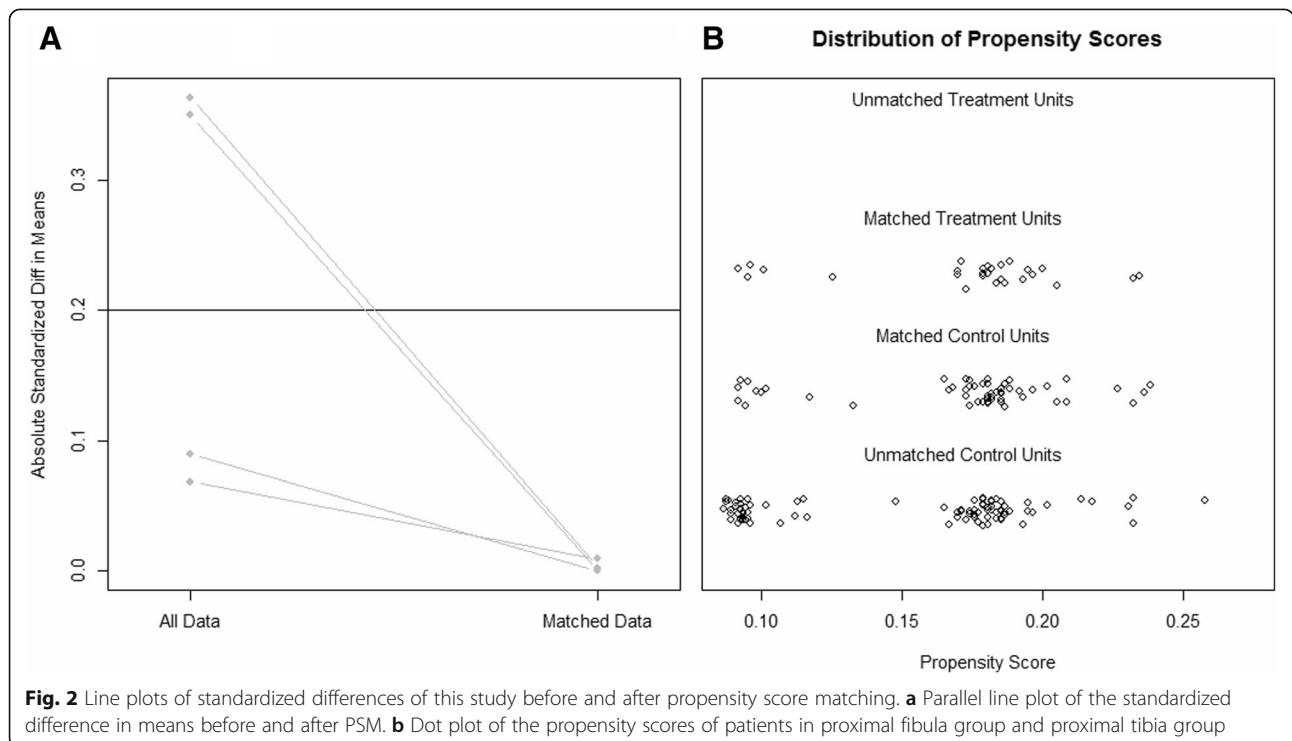 A
B
Distribution of Propensity Scores
Absolute Standardized Diff in Means
0.3
0.2
0.1
0.0
All Data
Matched Data
Unmatched Treatment Units
Matched Treatment Units
Matched Control Units
Unmatched Control Units
0.10
0.15
0.20
0.25
Propensity Score
Fig. 2 Line plots of standardized differences of this study before and after propensity score matching. a Parallel line plot of the standardized
difference in means before and after PSM. b Dot plot of the propensity scores of patients in proximal fibula group and proximal tibia group